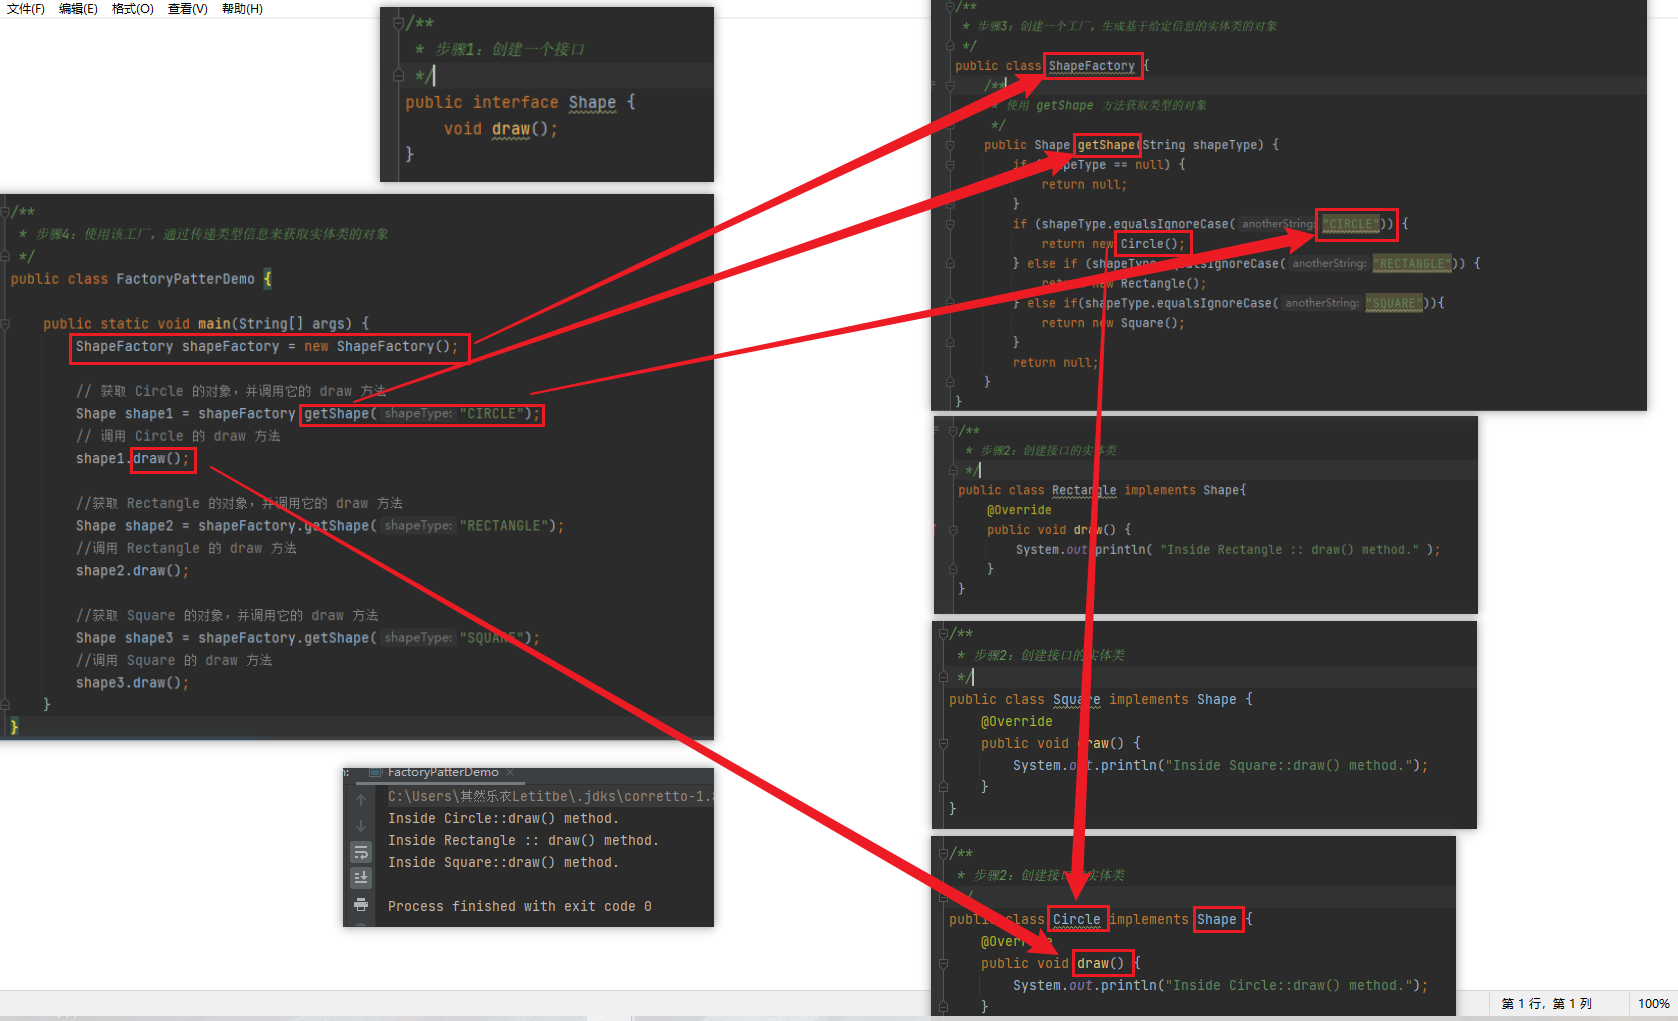 文件(F) 编辑(E) 格式(O) 查看(V) 帮助(H)
/**
 * 步骤1：创建一个接口
 */
public interface Shape {
    void draw();
}
/**
 * 步骤4：使用该工厂，通过传递类型信息来获取实体类的对象
 */
public class FactoryPatterDemo {
    public static void main(String[] args) {
        ShapeFactory shapeFactory = new ShapeFactory();
        // 获取 Circle 的对象，并调用它的 draw 方法
        Shape shape1 = shapeFactory getShape( shapeType: "CIRCLE");
        // 调用 Circle 的 draw 方法
        shape1.draw();
        //获取 Rectangle 的对象，并调用它的 draw 方法
        Shape shape2 = shapeFactory.getShape( shapeType: "RECTANGLE");
        //调用 Rectangle 的 draw 方法
        shape2.draw();
        //获取 Square 的对象，并调用它的 draw 方法
        Shape shape3 = shapeFactory.getShape( shapeType: "SQUARE");
        //调用 Square 的 draw 方法
        shape3.draw();
    }
}
FactoryPatterDemo ×
C:\Users\其然乐衣Letitbe\.jdks\corretto-1.8
Inside Circle::draw() method.
Inside Rectangle :: draw() method.
Inside Square::draw() method.
Process finished with exit code 0
/**
 * 步骤3：创建一个工厂，生成基于给定信息的实体类的对象
 */
public class ShapeFactory {
    /**
     * 使用 getShape 方法获取类型的对象
     */
    public Shape getShape(String shapeType) {
        if shapeType == null) {
            return null;
        }
        if (shapeType.equalsIgnoreCase( anotherString: "CIRCLE")) {
            return new Circle();
        } else if (shapeType.equalsIgnoreCase( anotherString: "RECTANGLE")) {
            return new Rectangle();
        } else if(shapeType.equalsIgnoreCase( anotherString: "SQUARE")){
            return new Square();
        }
        return null;
    }
}
/**
 * 步骤2：创建接口的实体类
 */
public class Rectangle implements Shape{
    @Override
    public void draw() {
        System.out println( "Inside Rectangle :: draw() method." );
    }
}
/**
 * 步骤2：创建接口的实体类
 */
public class Square implements Shape {
    @Override
    public void draw() {
        System.out.println("Inside Square::draw() method.");
    }
}
/**
 * 步骤2：创建接口的实体类
 */
public class Circle implements Shape {
    @Override
    public void draw() {
        System.out.println("Inside Circle::draw() method.");
    }
第 1 行，第 1 列 100%